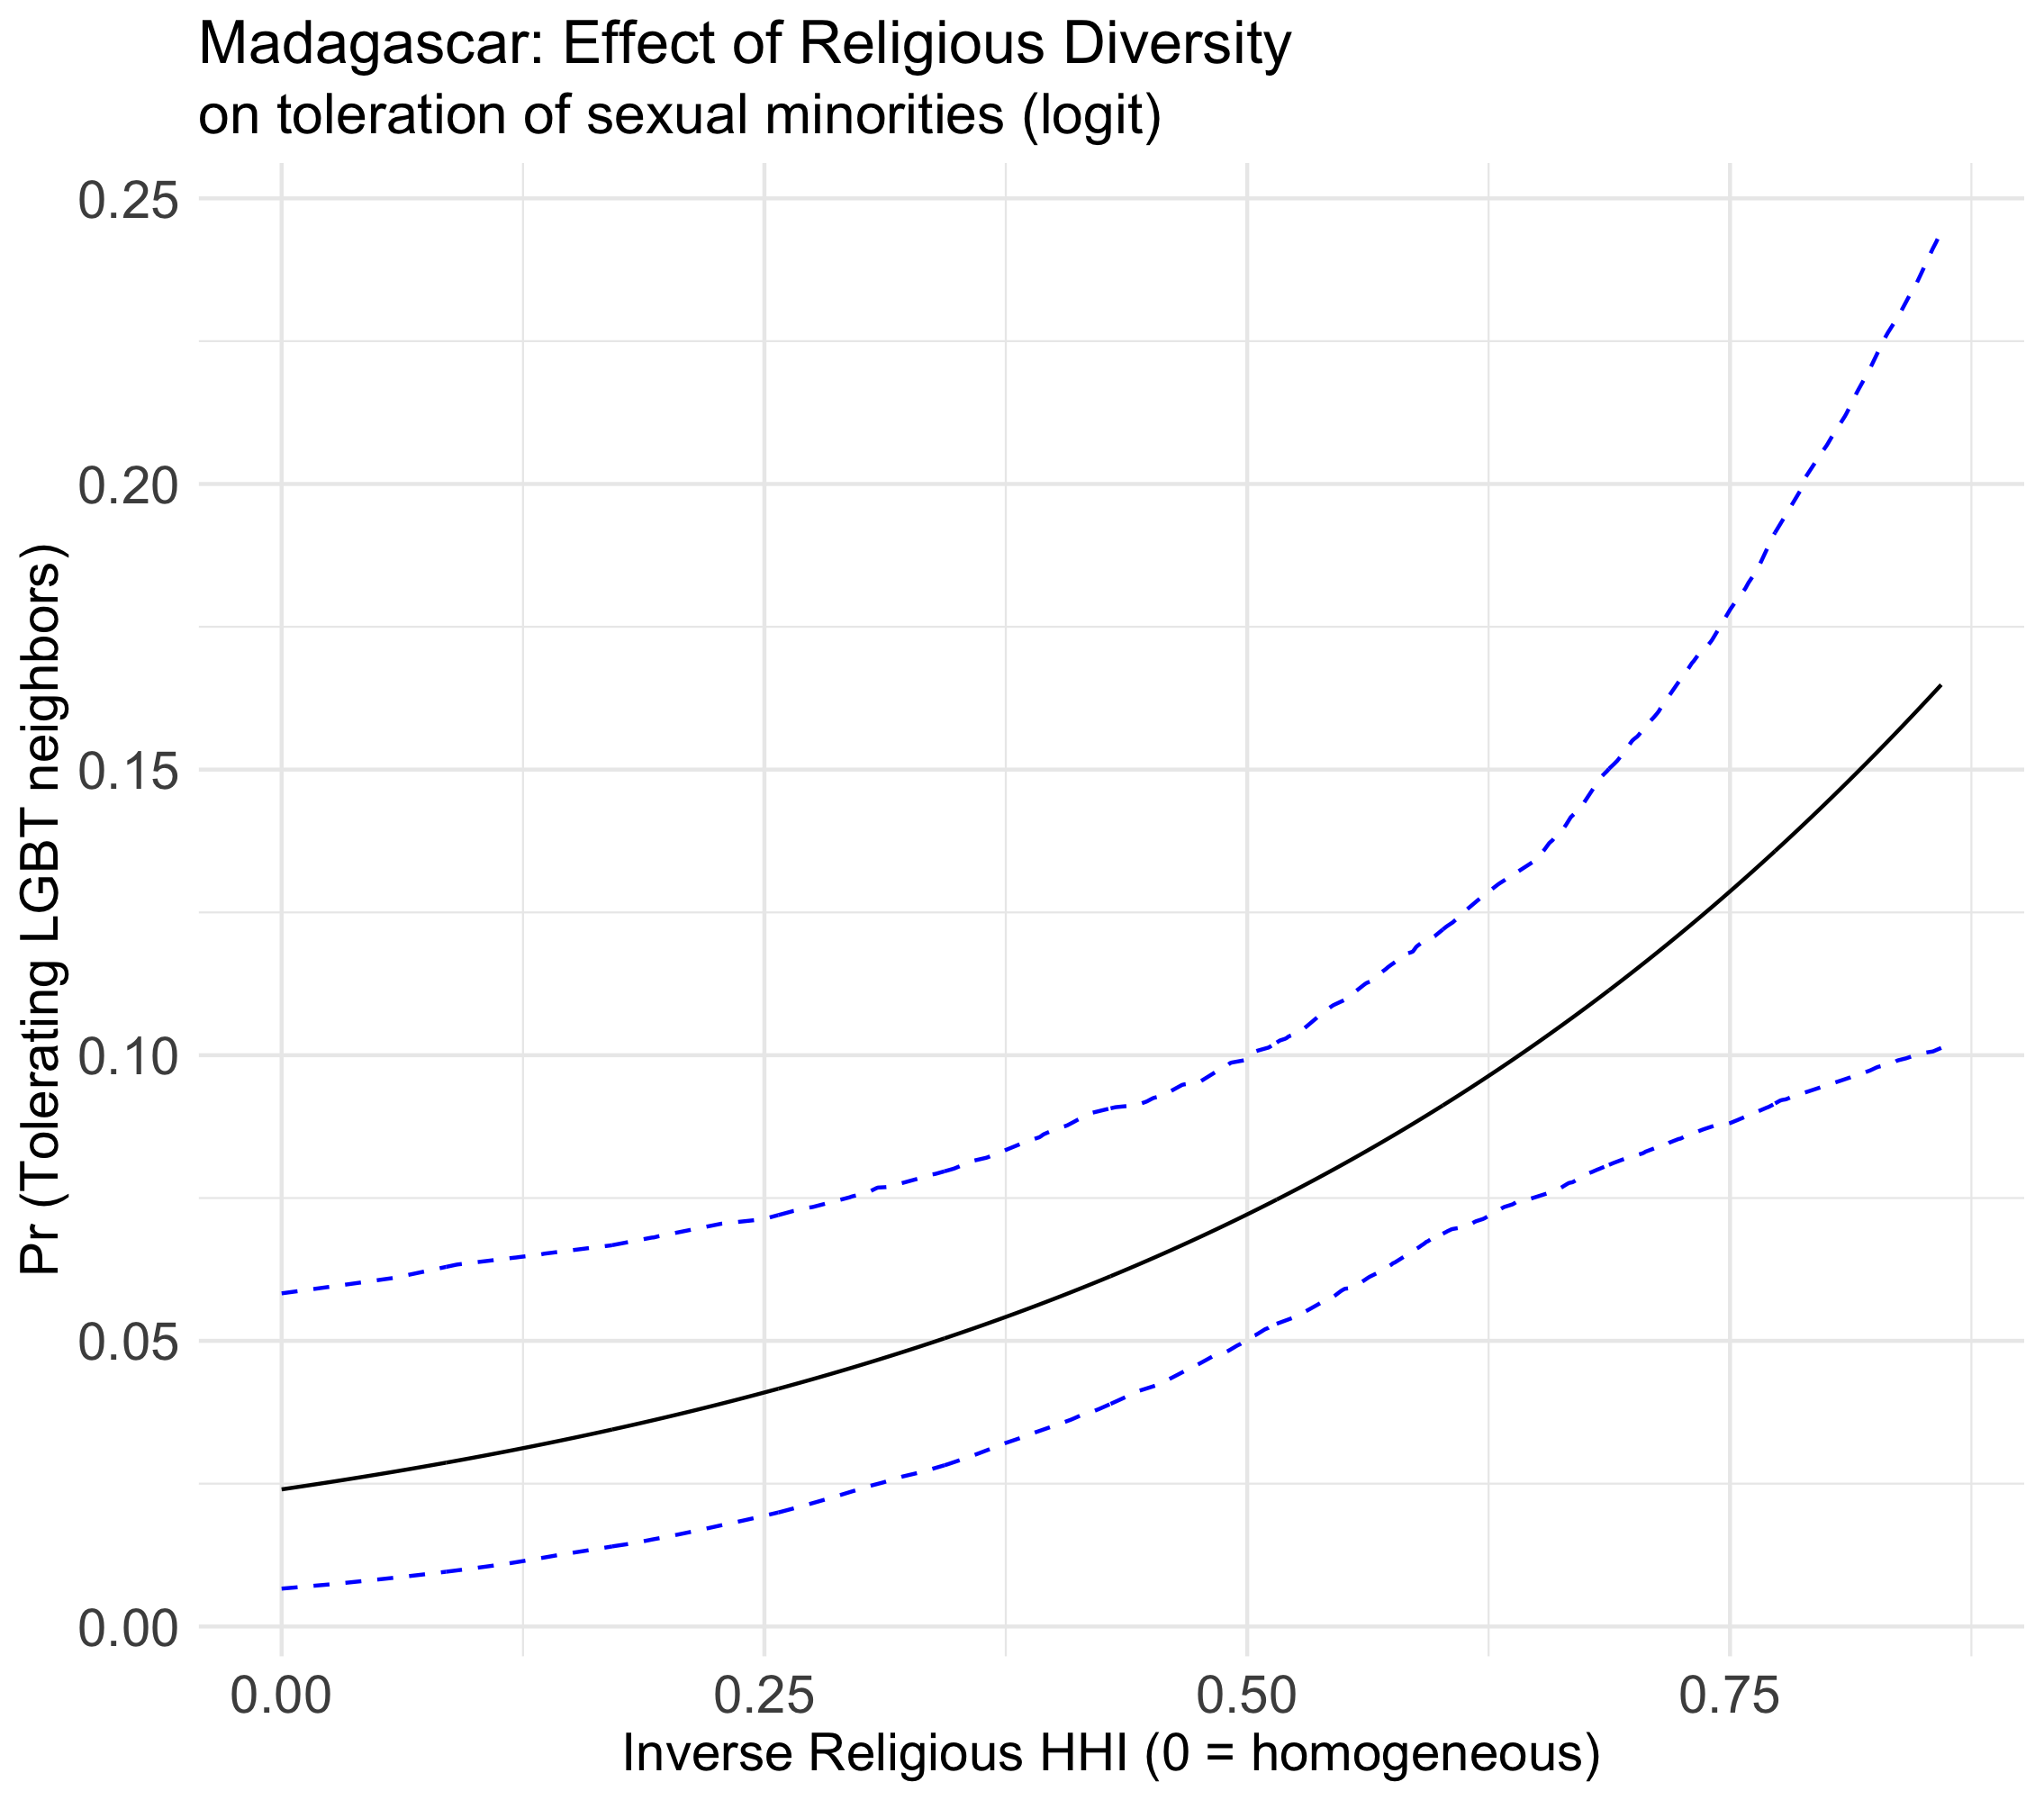 Madagascar: Effect of Religious Diversity
on toleration of sexual minorities (logit)
Pr (Tolerating LGBT neighbors)
0.25
0.20
0.15
0.10
0.05
0.00
0.00 0.25 0.50 0.75
Inverse Religious HHI (0 = homogeneous)